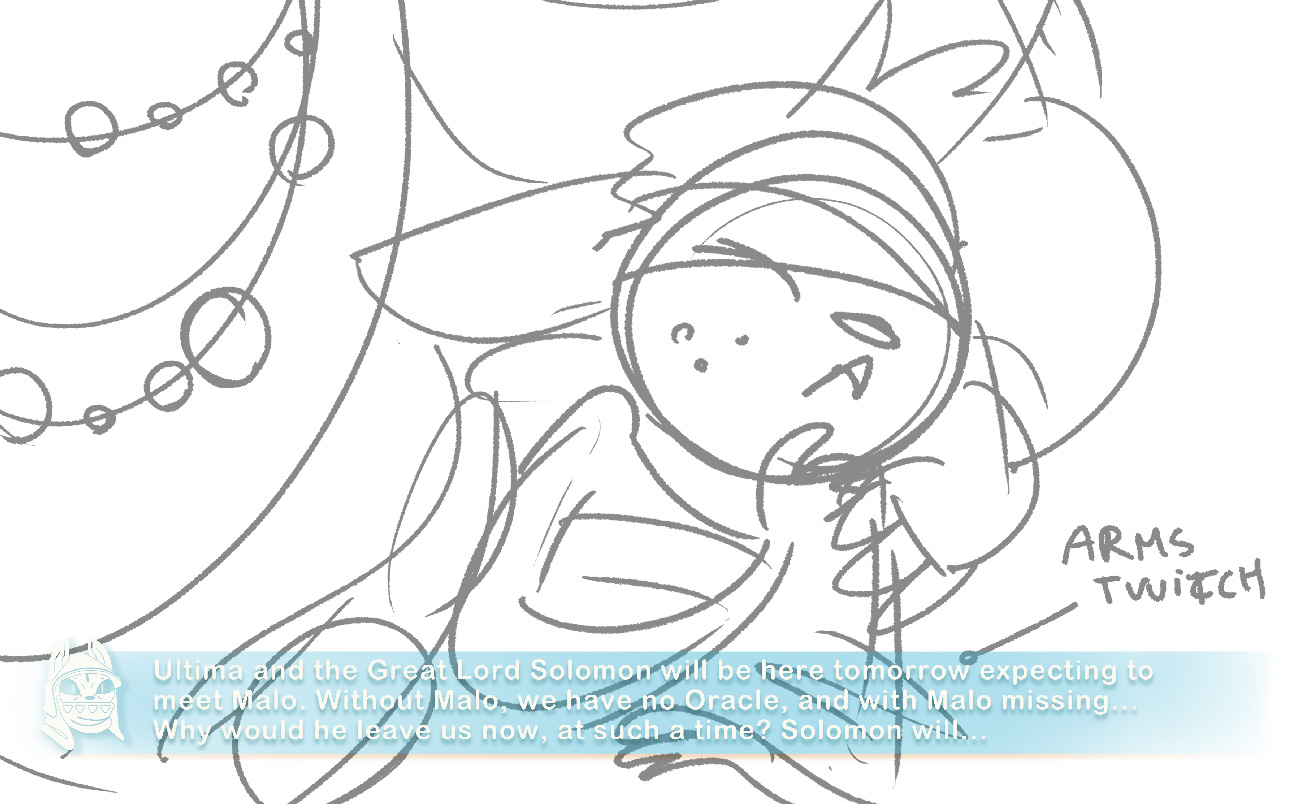 ARMS
TWITCH
Ultima and the Great Lord Solomon will be here tomorrow expecting to
meet Malo. Without Malo, we have no Oracle, and with Malo missing...
Why would he leave us now, at such a time? Solomon will...